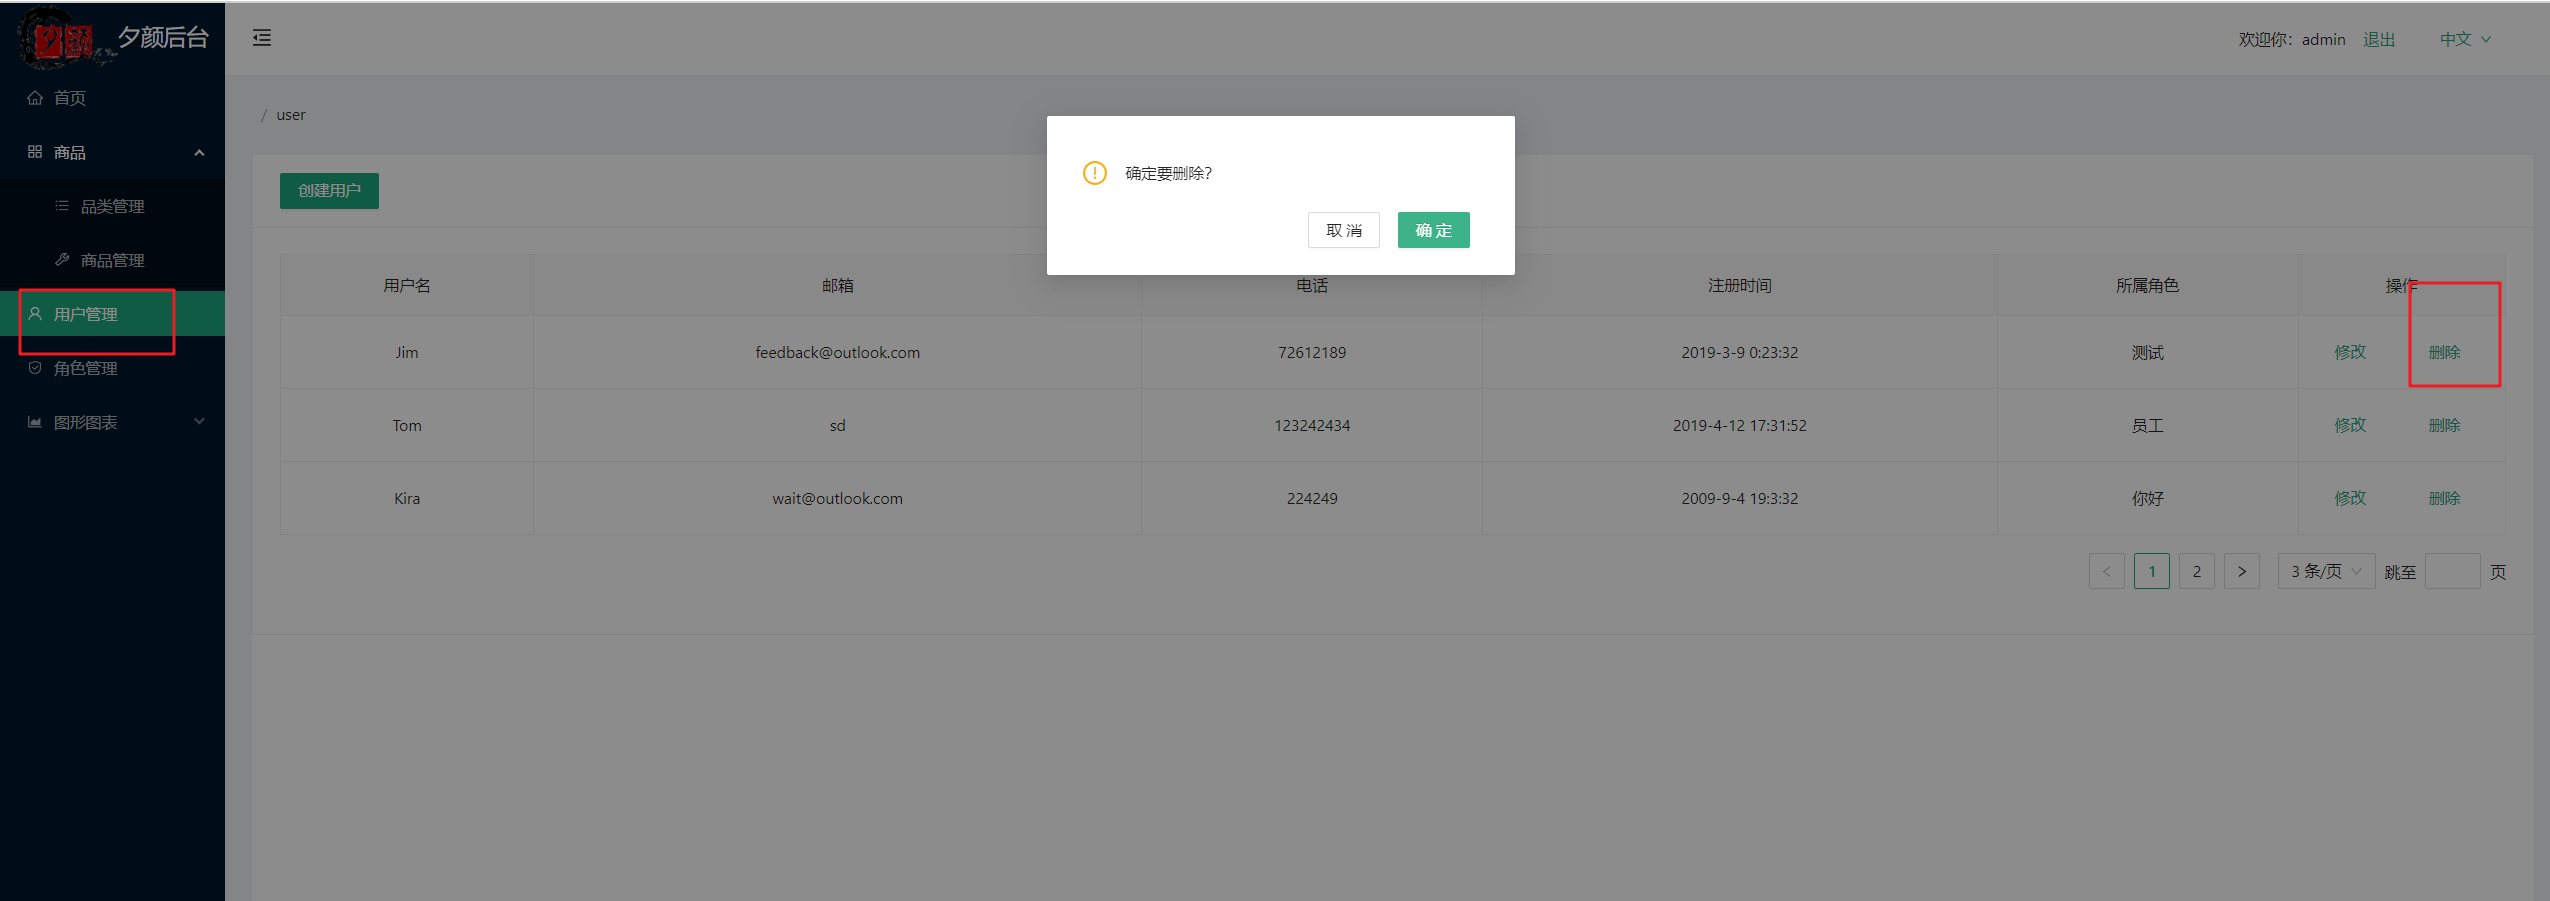 夕颜 夕颜后台
欢迎你：admin 退出 中文
首页
商品
品类管理
商品管理
用户管理
角色管理
图形图表
/ user
创建用户
确定要删除?
取 消 确 定
用户名 邮箱 电话 注册时间 所属角色 操作
Jim feedback@outlook.com 72612189 2019-3-9 0:23:32 测试 修改 删除
Tom sd 123242434 2019-4-12 17:31:52 员工 修改 删除
Kira wait@outlook.com 224249 2009-9-4 19:3:32 你好 修改 删除
< 1 2 > 3 条/页 跳至 页